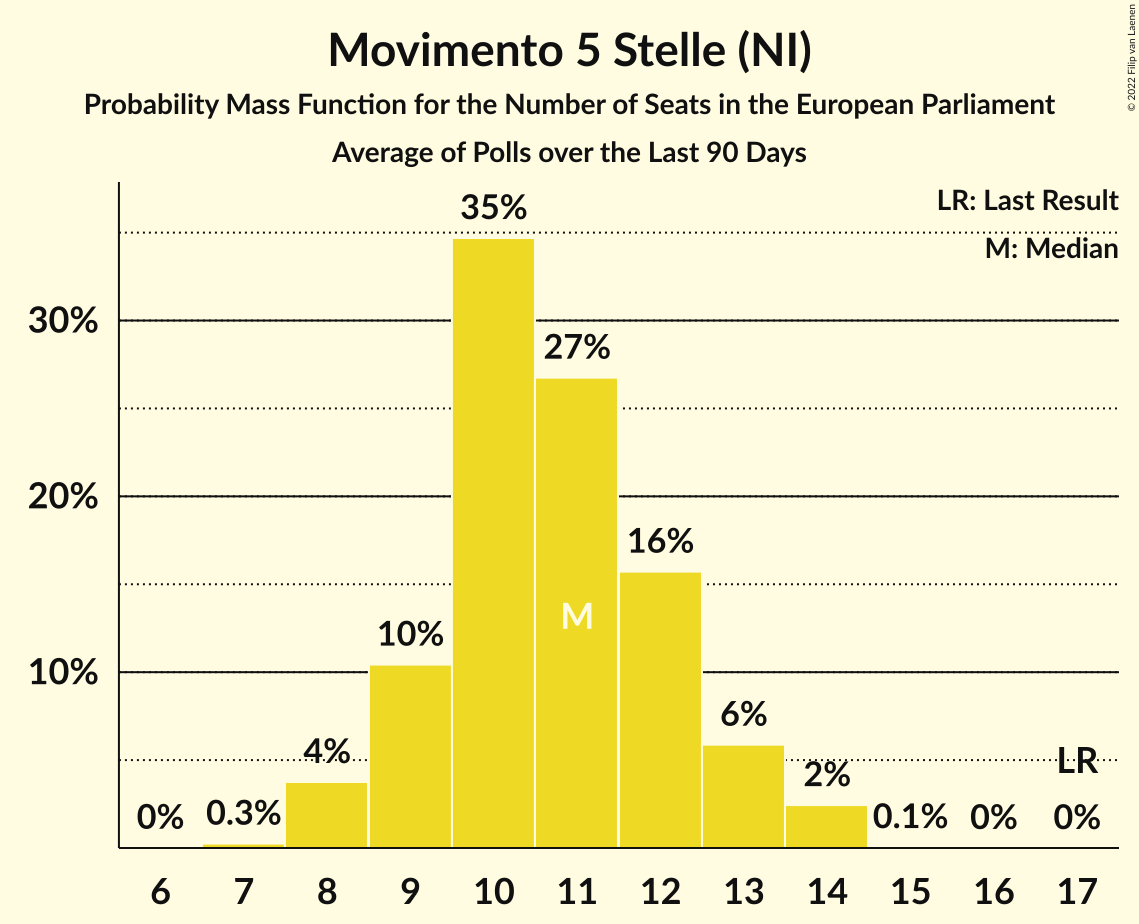 Movimento 5 Stelle (NI)
Probability Mass Function for the Number of Seats in the European Parliament
Average of Polls over the Last 90 Days
© 2022 Filip van Laenen
LR: Last Result
M: Median
35%
30%
27%
20%
16%
M
10%
10%
6%
4%
LR
2%
0%
0.3%
0.1%
0%
0%
6 7 8 9 10 11 12 13 14 15 16 17